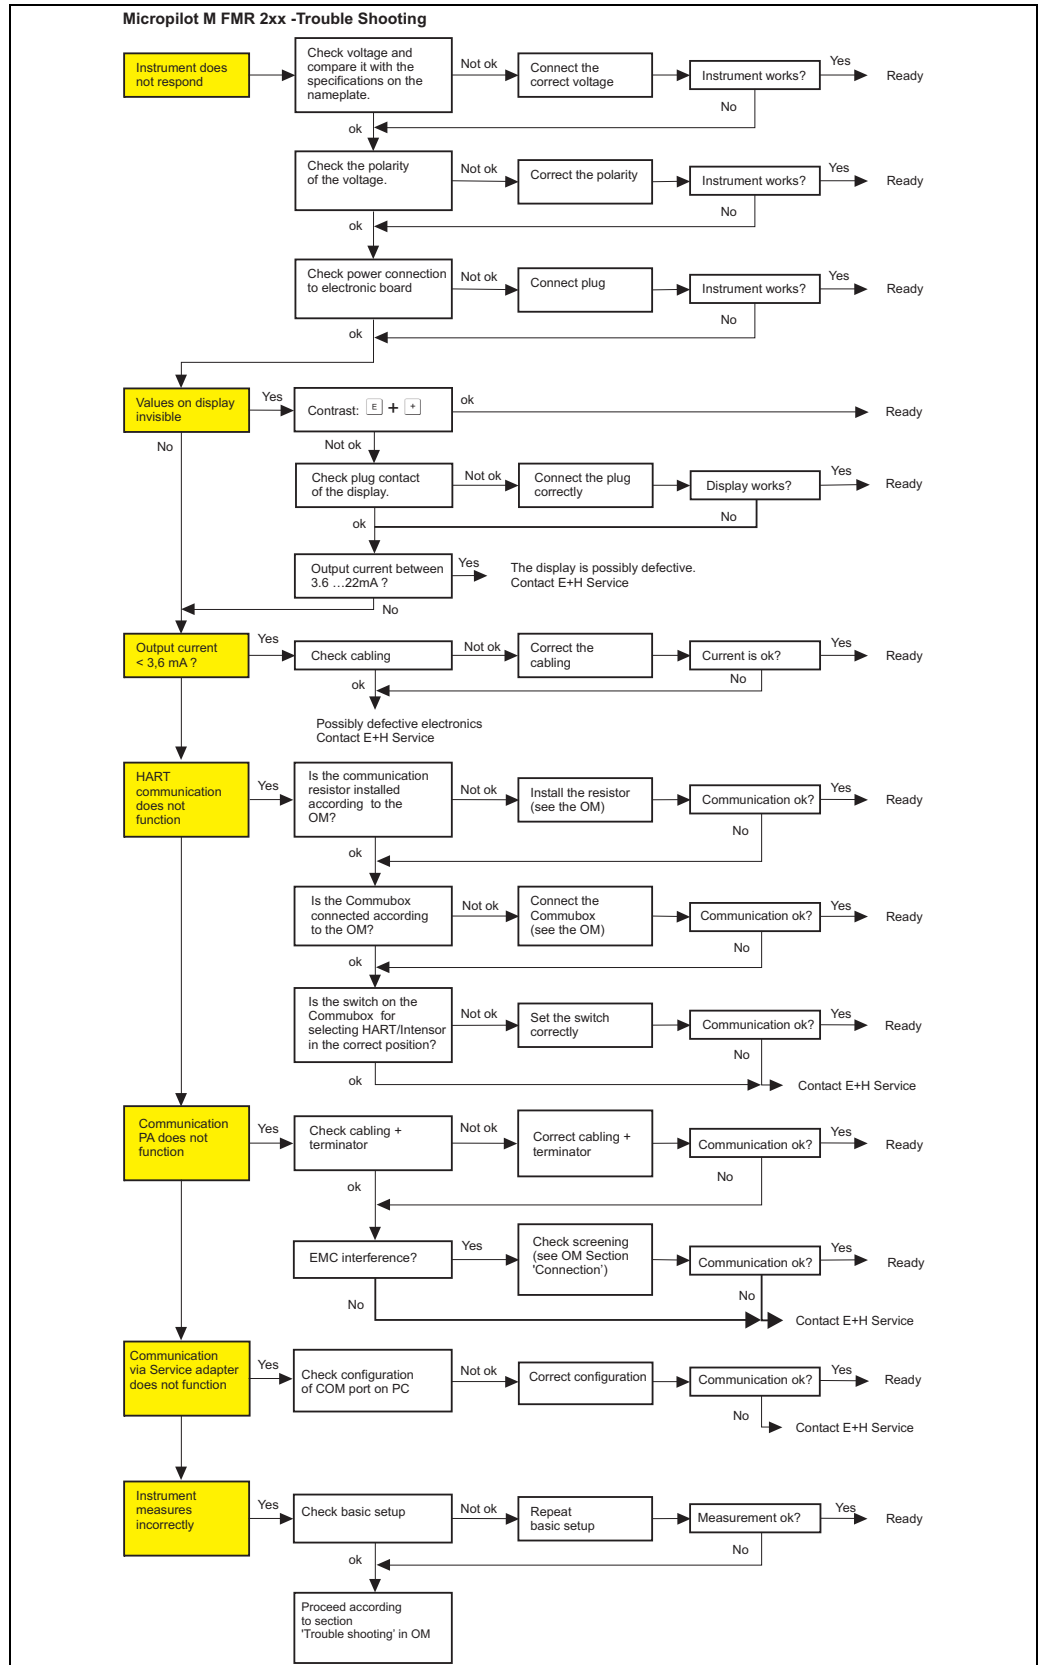 Micropilot M FMR 2xx -Trouble Shooting
Instrument does
not respond
Check voltage and
compare it with the
specifications on the
nameplate.
Not ok
Connect the
correct voltage
Instrument works?
Yes
Ready
No
ok
Check the polarity
of the voltage.
Not ok
Correct the polarity
Instrument works?
Yes
Ready
No
ok
Check power connection
to electronic board
Not ok
Connect plug
Instrument works?
Yes
Ready
No
ok
Values on display
invisible
Yes
Contrast: E + +
ok
Ready
No
Not ok
Check plug contact
of the display.
Not ok
Connect the plug
correctly
Display works?
Yes
Ready
No
ok
Output current between
3.6 ...22mA ?
Yes
The display is possibly defective.
Contact E+H Service
No
Output current
< 3,6 mA ?
Yes
Check cabling
Not ok
Correct the
cabling
Current is ok?
Yes
Ready
No
ok
Possibly defective electronics
Contact E+H Service
HART
communication
does not
function
Yes
Is the communication
resistor installed
according to the
OM?
Not ok
Install the resistor
(see the OM)
Communication ok?
Yes
Ready
No
ok
Is the Commubox
connected according
to the OM?
Not ok
Connect the
Commubox
(see the OM)
Communication ok?
Yes
Ready
No
ok
Is the switch on the
Commubox for
selecting HART/Intensor
in the correct position?
Not ok
Set the switch
correctly
Communication ok?
Yes
Ready
No
ok
Contact E+H Service
Communication
PA does not
function
Yes
Check cabling +
terminator
Not ok
Correct cabling +
terminator
Communication ok?
Yes
Ready
No
ok
EMC interference?
Yes
Check screening
(see OM Section
'Connection')
Communication ok?
Yes
Ready
No
No
Contact E+H Service
Communication
via Service adapter
does not function
Yes
Check configuration
of COM port on PC
Not ok
Correct configuration
Communication ok?
Yes
Ready
No
Contact E+H Service
Instrument
measures
incorrectly
Yes
Check basic setup
Not ok
Repeat
basic setup
Measurement ok?
Yes
Ready
No
ok
Proceed according
to section
'Trouble shooting' in OM